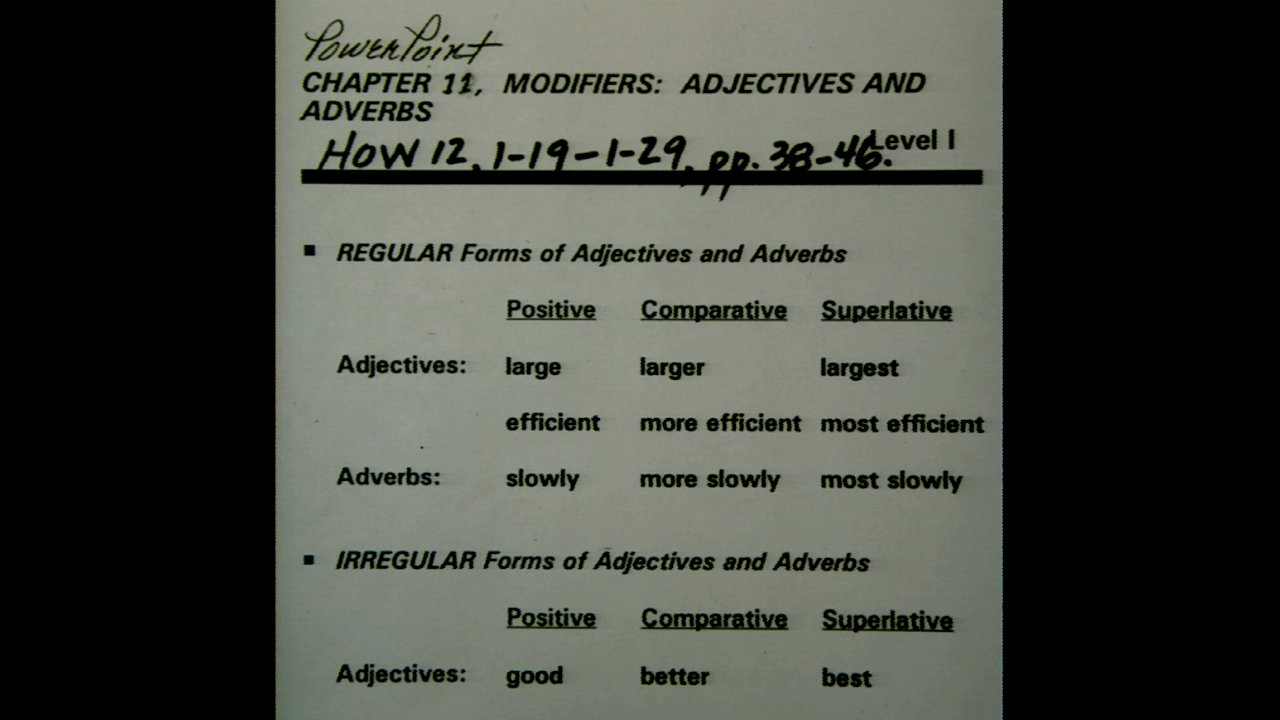 PowerPoint
CHAPTER 11, MODIFIERS: ADJECTIVES AND
ADVERBS
Level I
HOW 12, 1-19-1-29, pp. 38-46.
▪ REGULAR Forms of Adjectives and Adverbs
Positive Comparative Superlative
Adjectives: large larger largest
efficient more efficient most efficient
Adverbs: slowly more slowly most slowly
▪ IRREGULAR Forms of Adjectives and Adverbs
Positive Comparative Superlative
Adjectives: good better best